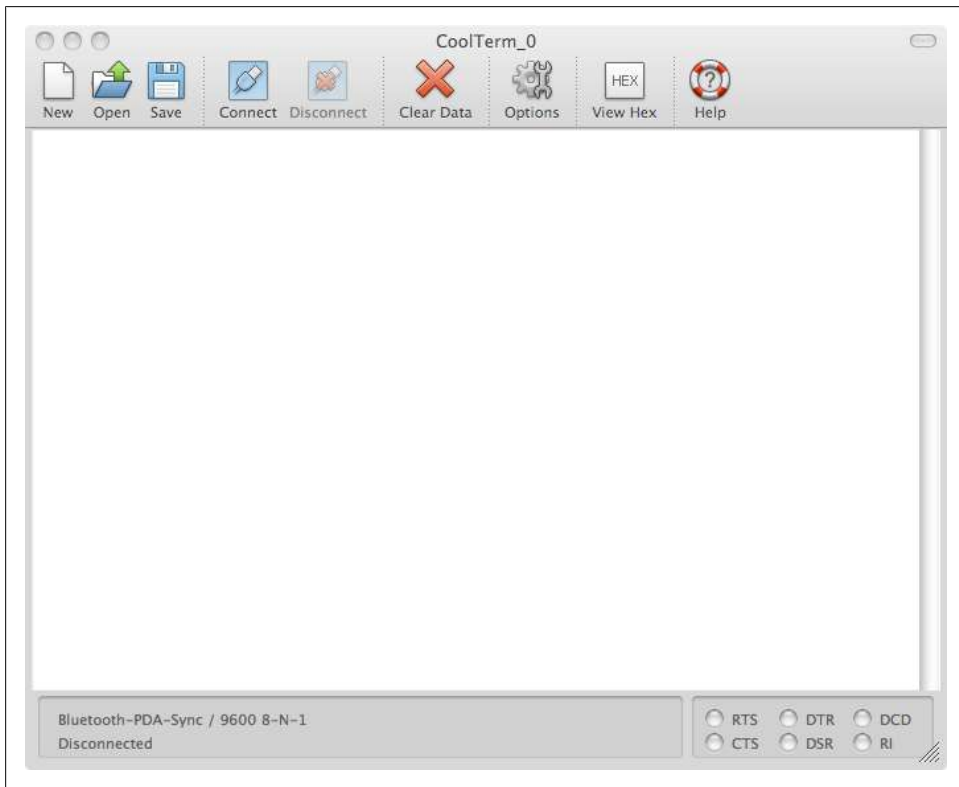 CoolTerm_0
HEX
New Open Save Connect Disconnect Clear Data Options View Hex Help
Bluetooth-PDA-Sync / 9600 8-N-1
Disconnected
RTS DTR DCD
CTS DSR RI